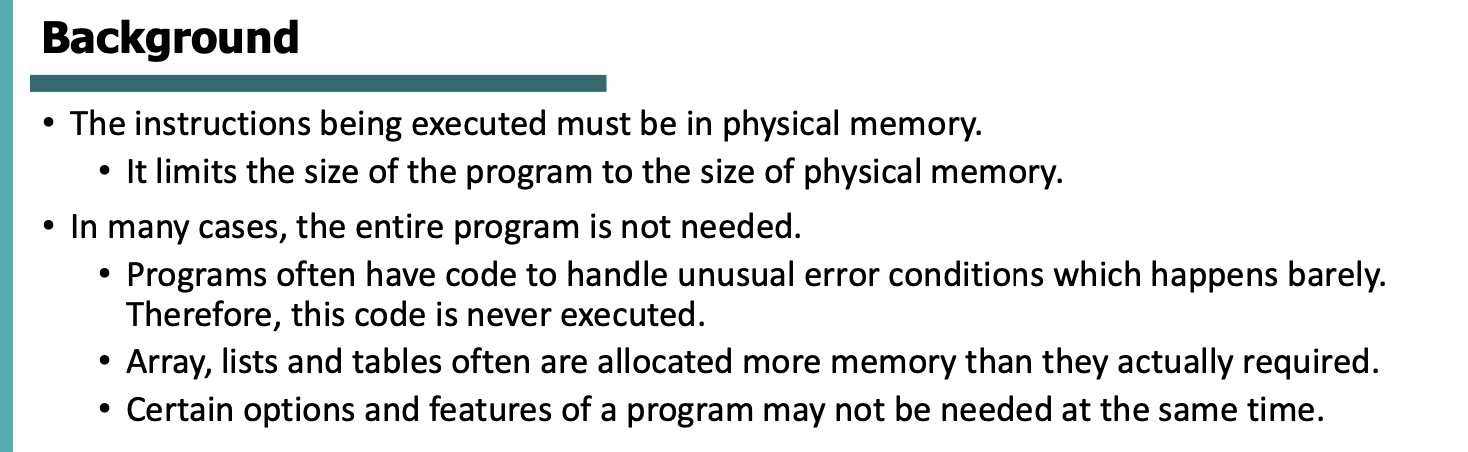 Background
• The instructions being executed must be in physical memory.
• It limits the size of the program to the size of physical memory.
• In many cases, the entire program is not needed.
• Programs often have code to handle unusual error conditions which happens barely.
Therefore, this code is never executed.
• Array, lists and tables often are allocated more memory than they actually required.
• Certain options and features of a program may not be needed at the same time.